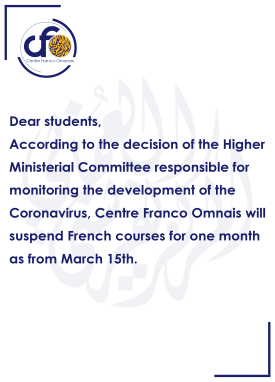 cfo
Centre Franco Omanais
Dear students,
According to the decision of the Higher
Ministerial Committee responsible for
monitoring the development of the
Coronavirus, Centre Franco Omnais will
suspend French courses for one month
as from March 15th.